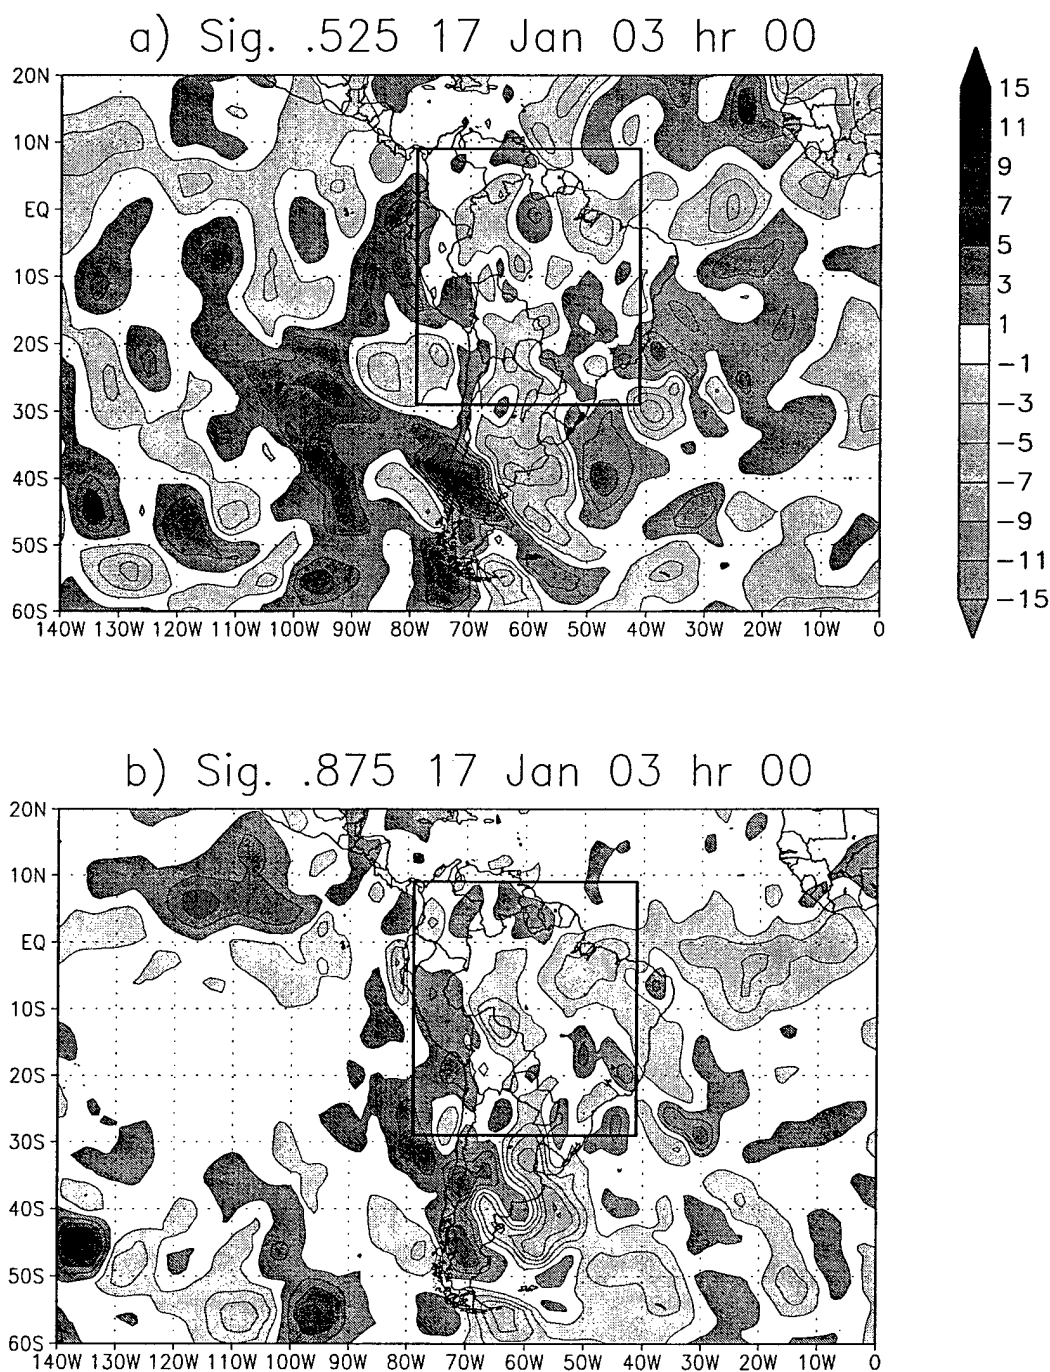 a) Sig. .525 17 Jan 03 hr 00
20N
10N
EQ
10S
20S
30S
40S
50S
60S
140W 130W 120W 110W 100W 90W 80W 70W 60W 50W 40W 30W 20W 10W 0
15
11
9
7
5
3
1
−1
−3
−5
−7
−9
−11
−15
b) Sig. .875 17 Jan 03 hr 00
20N
10N
EQ
10S
20S
30S
40S
50S
60S
140W 130W 120W 110W 100W 90W 80W 70W 60W 50W 40W 30W 20W 10W 0